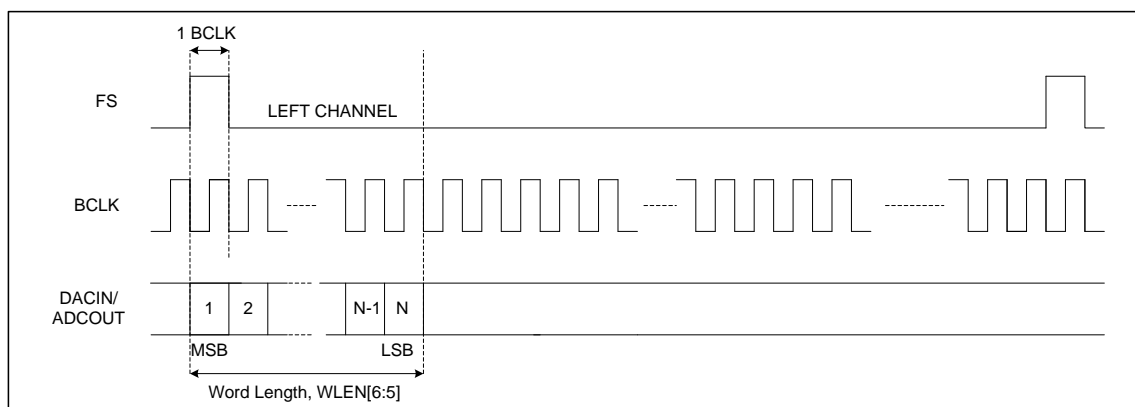 1 BCLK
FS
LEFT CHANNEL
BCLK
DACIN/
ADCOUT
1
2
N-1
N
MSB
LSB
Word Length, WLEN[6:5]